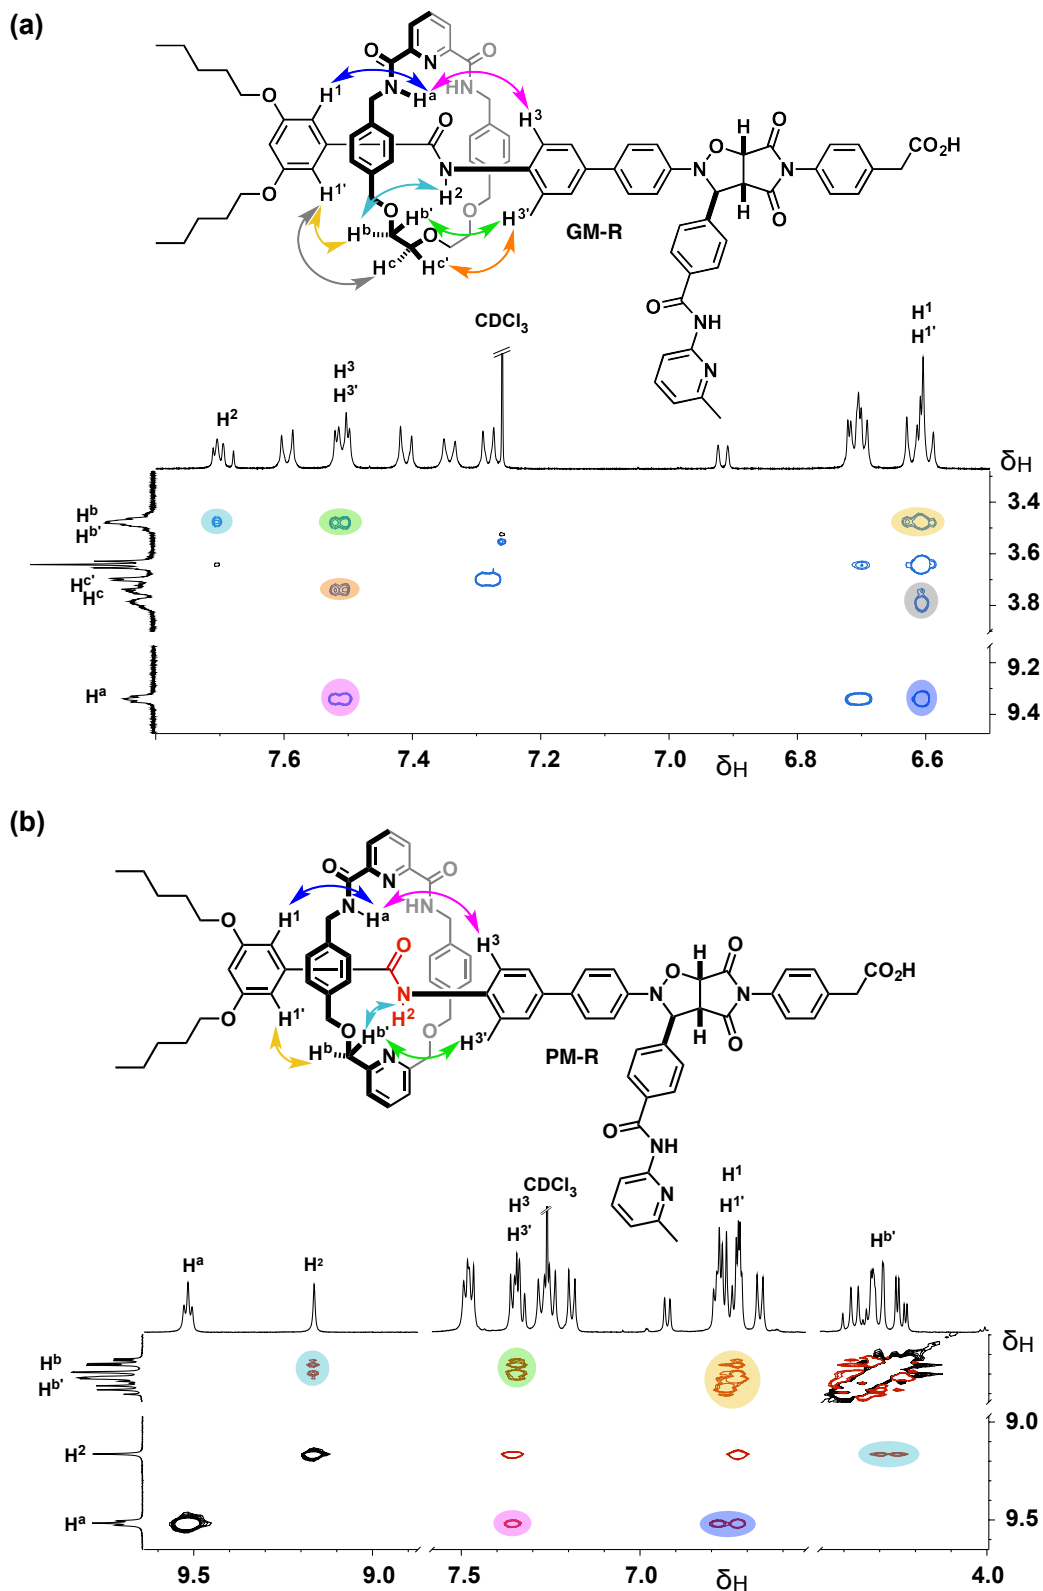 (a)
O N O
N H NH
H1 Ha H3
O O H O
O N O N N CO2H
H H O
H2
H1' O Hb' O H3' GM-R
Hb O
Hc Hc' O NH
CDCl3 H1
H3 H1'
H3' N
H2
δH
Hb 3.4
Hb'
3.6
Hc'
Hc 3.8
9.2
Ha 9.4
7.6 7.4 7.2 7.0 6.8 6.6
δH
(b)
O N O
N H HN
H1 Ha H3
O O H O
O N O N N CO2H
H2 H O
H1' O O H3' PM-R
Hb Hb' N
O NH
CDCl3 H1
H3 N
H3' H1'
Hb'
Ha H2
δH
Hb
Hb'
9.0
H2
Ha 9.5
9.5 9.0 7.5 7.0 4.0
δH